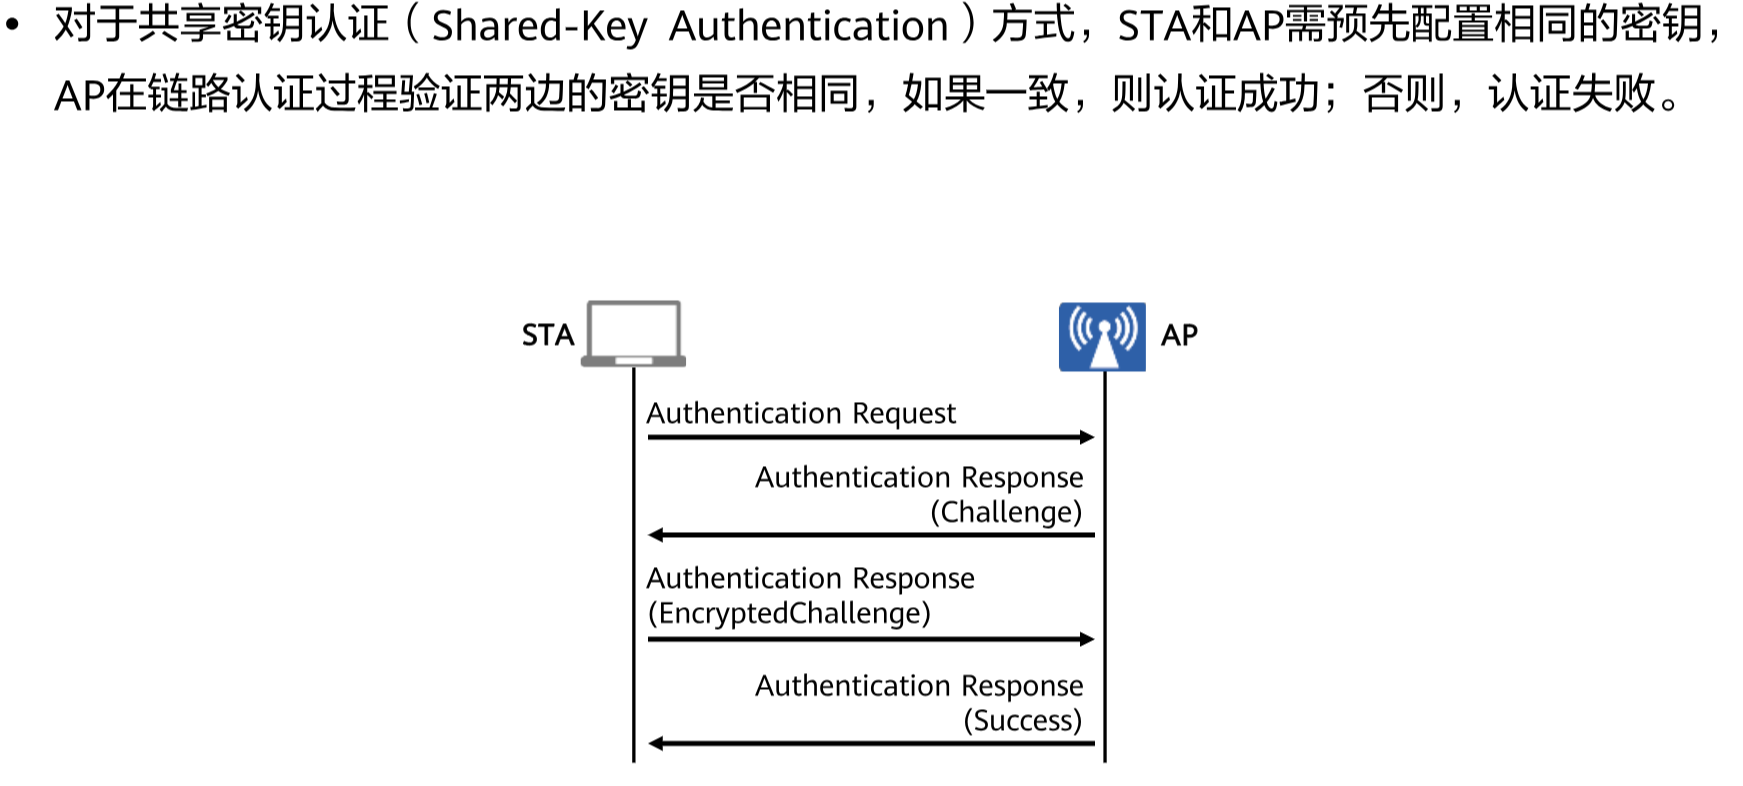 • 对于共享密钥认证（Shared-Key Authentication）方式，STA和AP需预先配置相同的密钥，
AP在链路认证过程验证两边的密钥是否相同，如果一致，则认证成功；否则，认证失败。
STA
AP
Authentication Request
Authentication Response
(Challenge)
Authentication Response
(EncryptedChallenge)
Authentication Response
(Success)